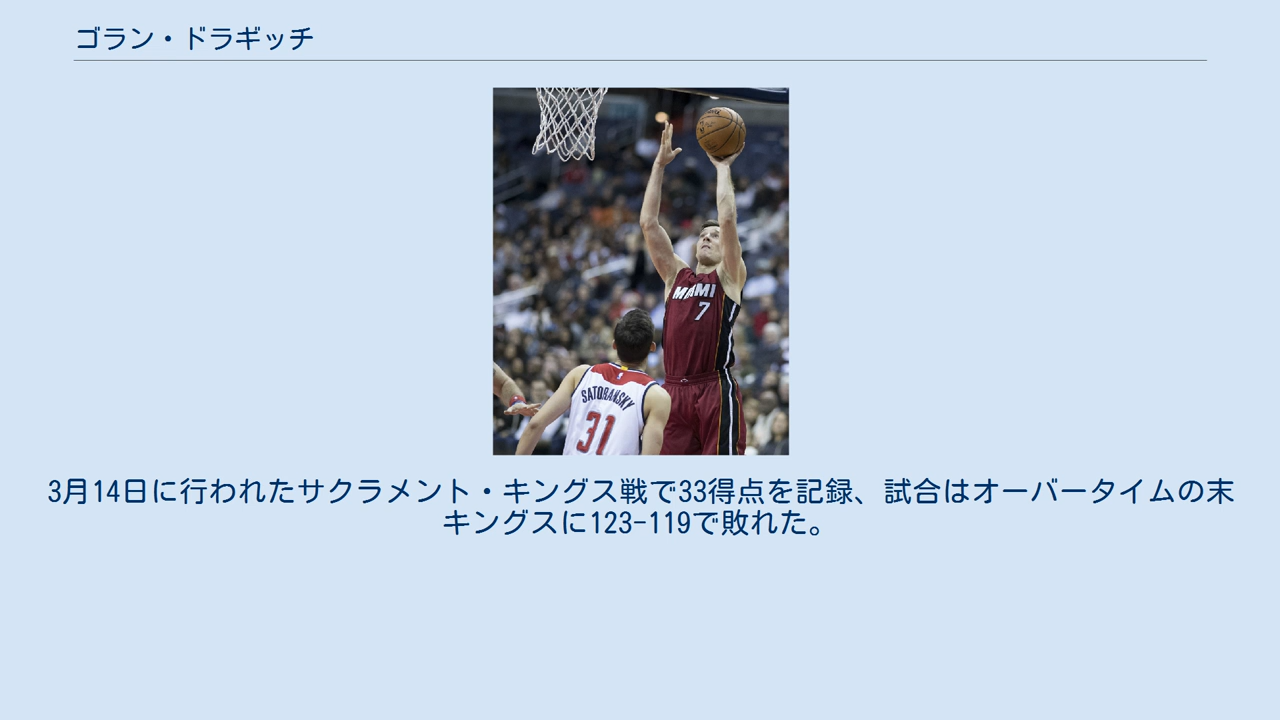 ゴラン・ドラギッチ
MIAMI
7
SATORANSKY
31
3月14日に行われたサクラメント・キングス戦で33得点を記録、試合はオーバータイムの末
キングスに123-119で敗れた。